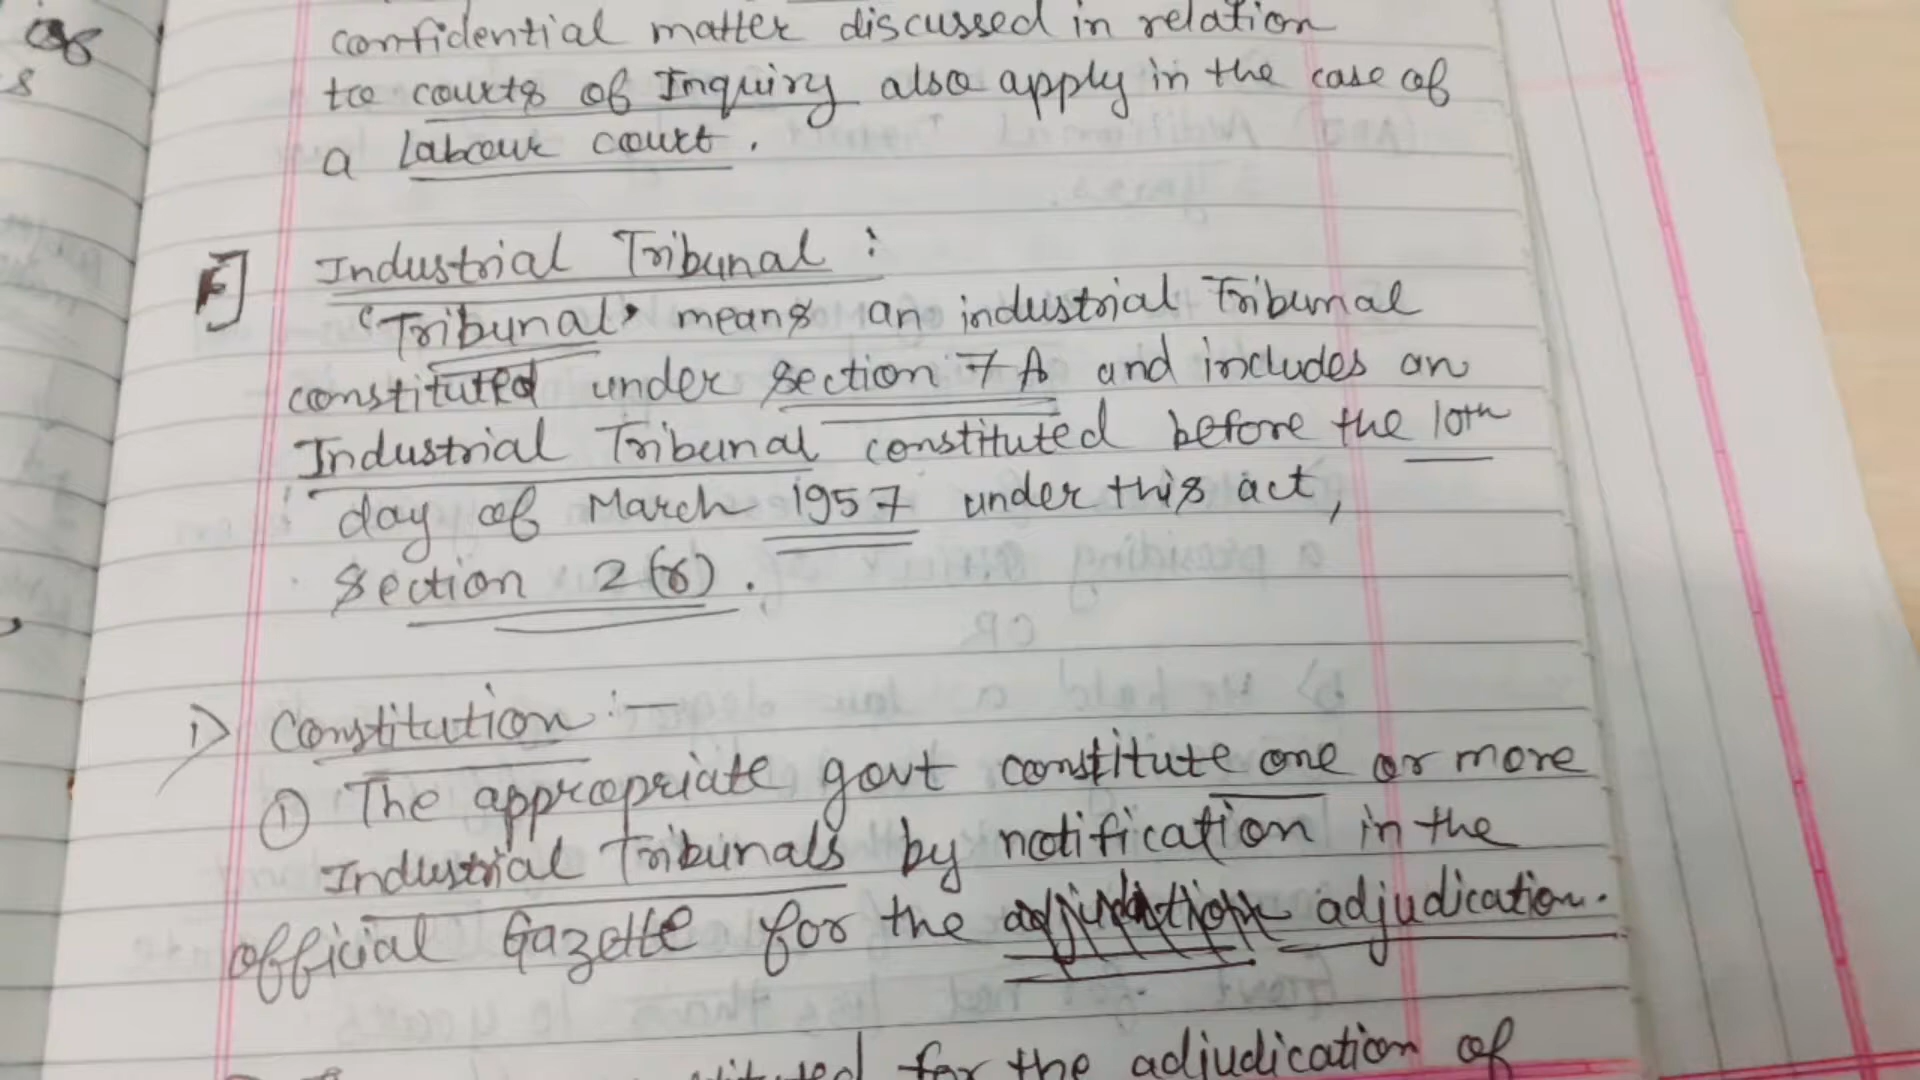 confidential matter discussed in relation
to courts of Inquiry also apply in the case of
a Labour court.
E] Industrial Tribunal :
'Tribunal' means an industrial Tribunal
constituted under section 7A and includes an
Industrial Tribunal constituted before the 10th
day of March 1957 under this act,
section 2(r).
1) Constitution :-
① The appropriate govt constitute one or more
Industrial Tribunals by notification in the
official Gazette for the adjudication.
for the adjudication of